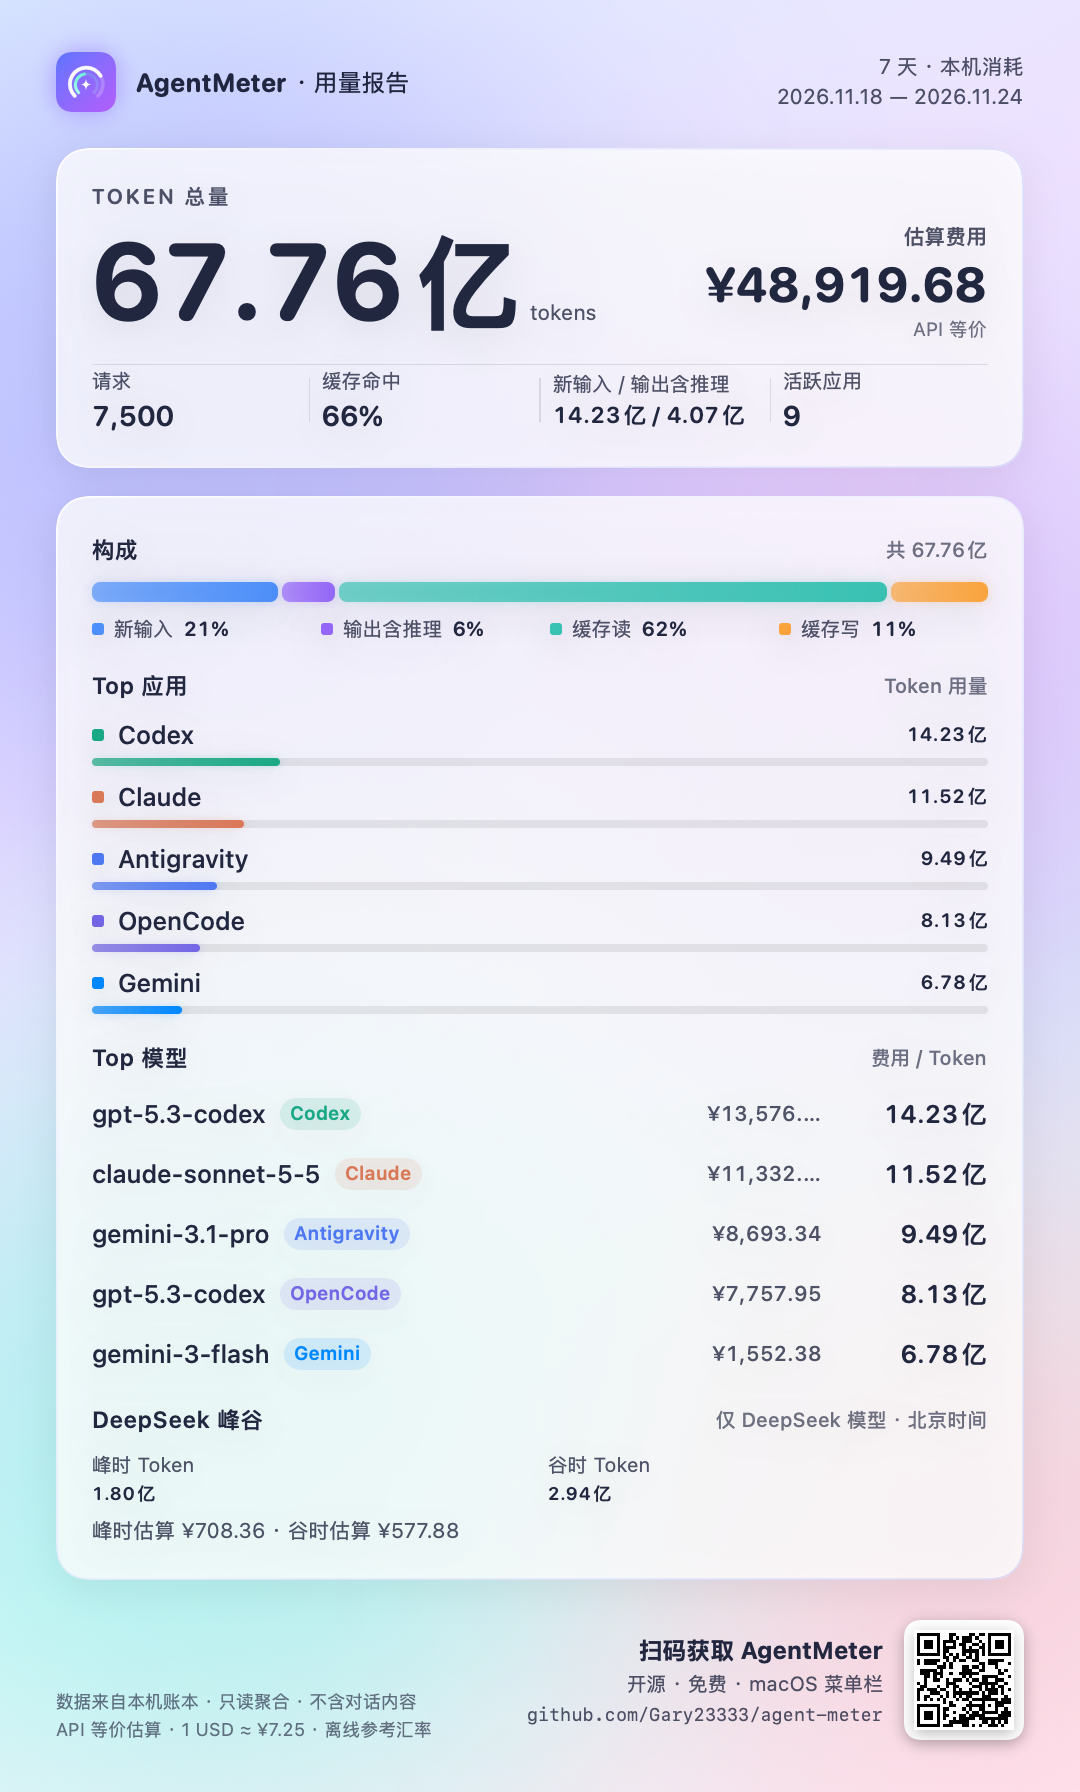 AgentMeter · 用量报告
7 天 · 本机消耗
2026.11.18 — 2026.11.24
TOKEN 总量
67.76亿 tokens
估算费用
¥48,919.68
API 等价
请求
7,500
缓存命中
66%
新输入 / 输出含推理
14.23亿 / 4.07亿
活跃应用
9
构成
共 67.76亿
新输入 21%
输出含推理 6%
缓存读 62%
缓存写 11%
Top 应用
Token 用量
Codex
14.23亿
Claude
11.52亿
Antigravity
9.49亿
OpenCode
8.13亿
Gemini
6.78亿
Top 模型
费用 / Token
gpt-5.3-codex Codex ¥13,576.… 14.23亿
claude-sonnet-5-5 Claude ¥11,332.… 11.52亿
gemini-3.1-pro Antigravity ¥8,693.34 9.49亿
gpt-5.3-codex OpenCode ¥7,757.95 8.13亿
gemini-3-flash Gemini ¥1,552.38 6.78亿
DeepSeek 峰谷
仅 DeepSeek 模型 · 北京时间
峰时 Token
1.80亿
谷时 Token
2.94亿
峰时估算 ¥708.36 · 谷时估算 ¥577.88
扫码获取 AgentMeter
开源 · 免费 · macOS 菜单栏
github.com/Gary23333/agent-meter
数据来自本机账本 · 只读聚合 · 不含对话内容
API 等价估算 · 1 USD ≈ ¥7.25 · 离线参考汇率